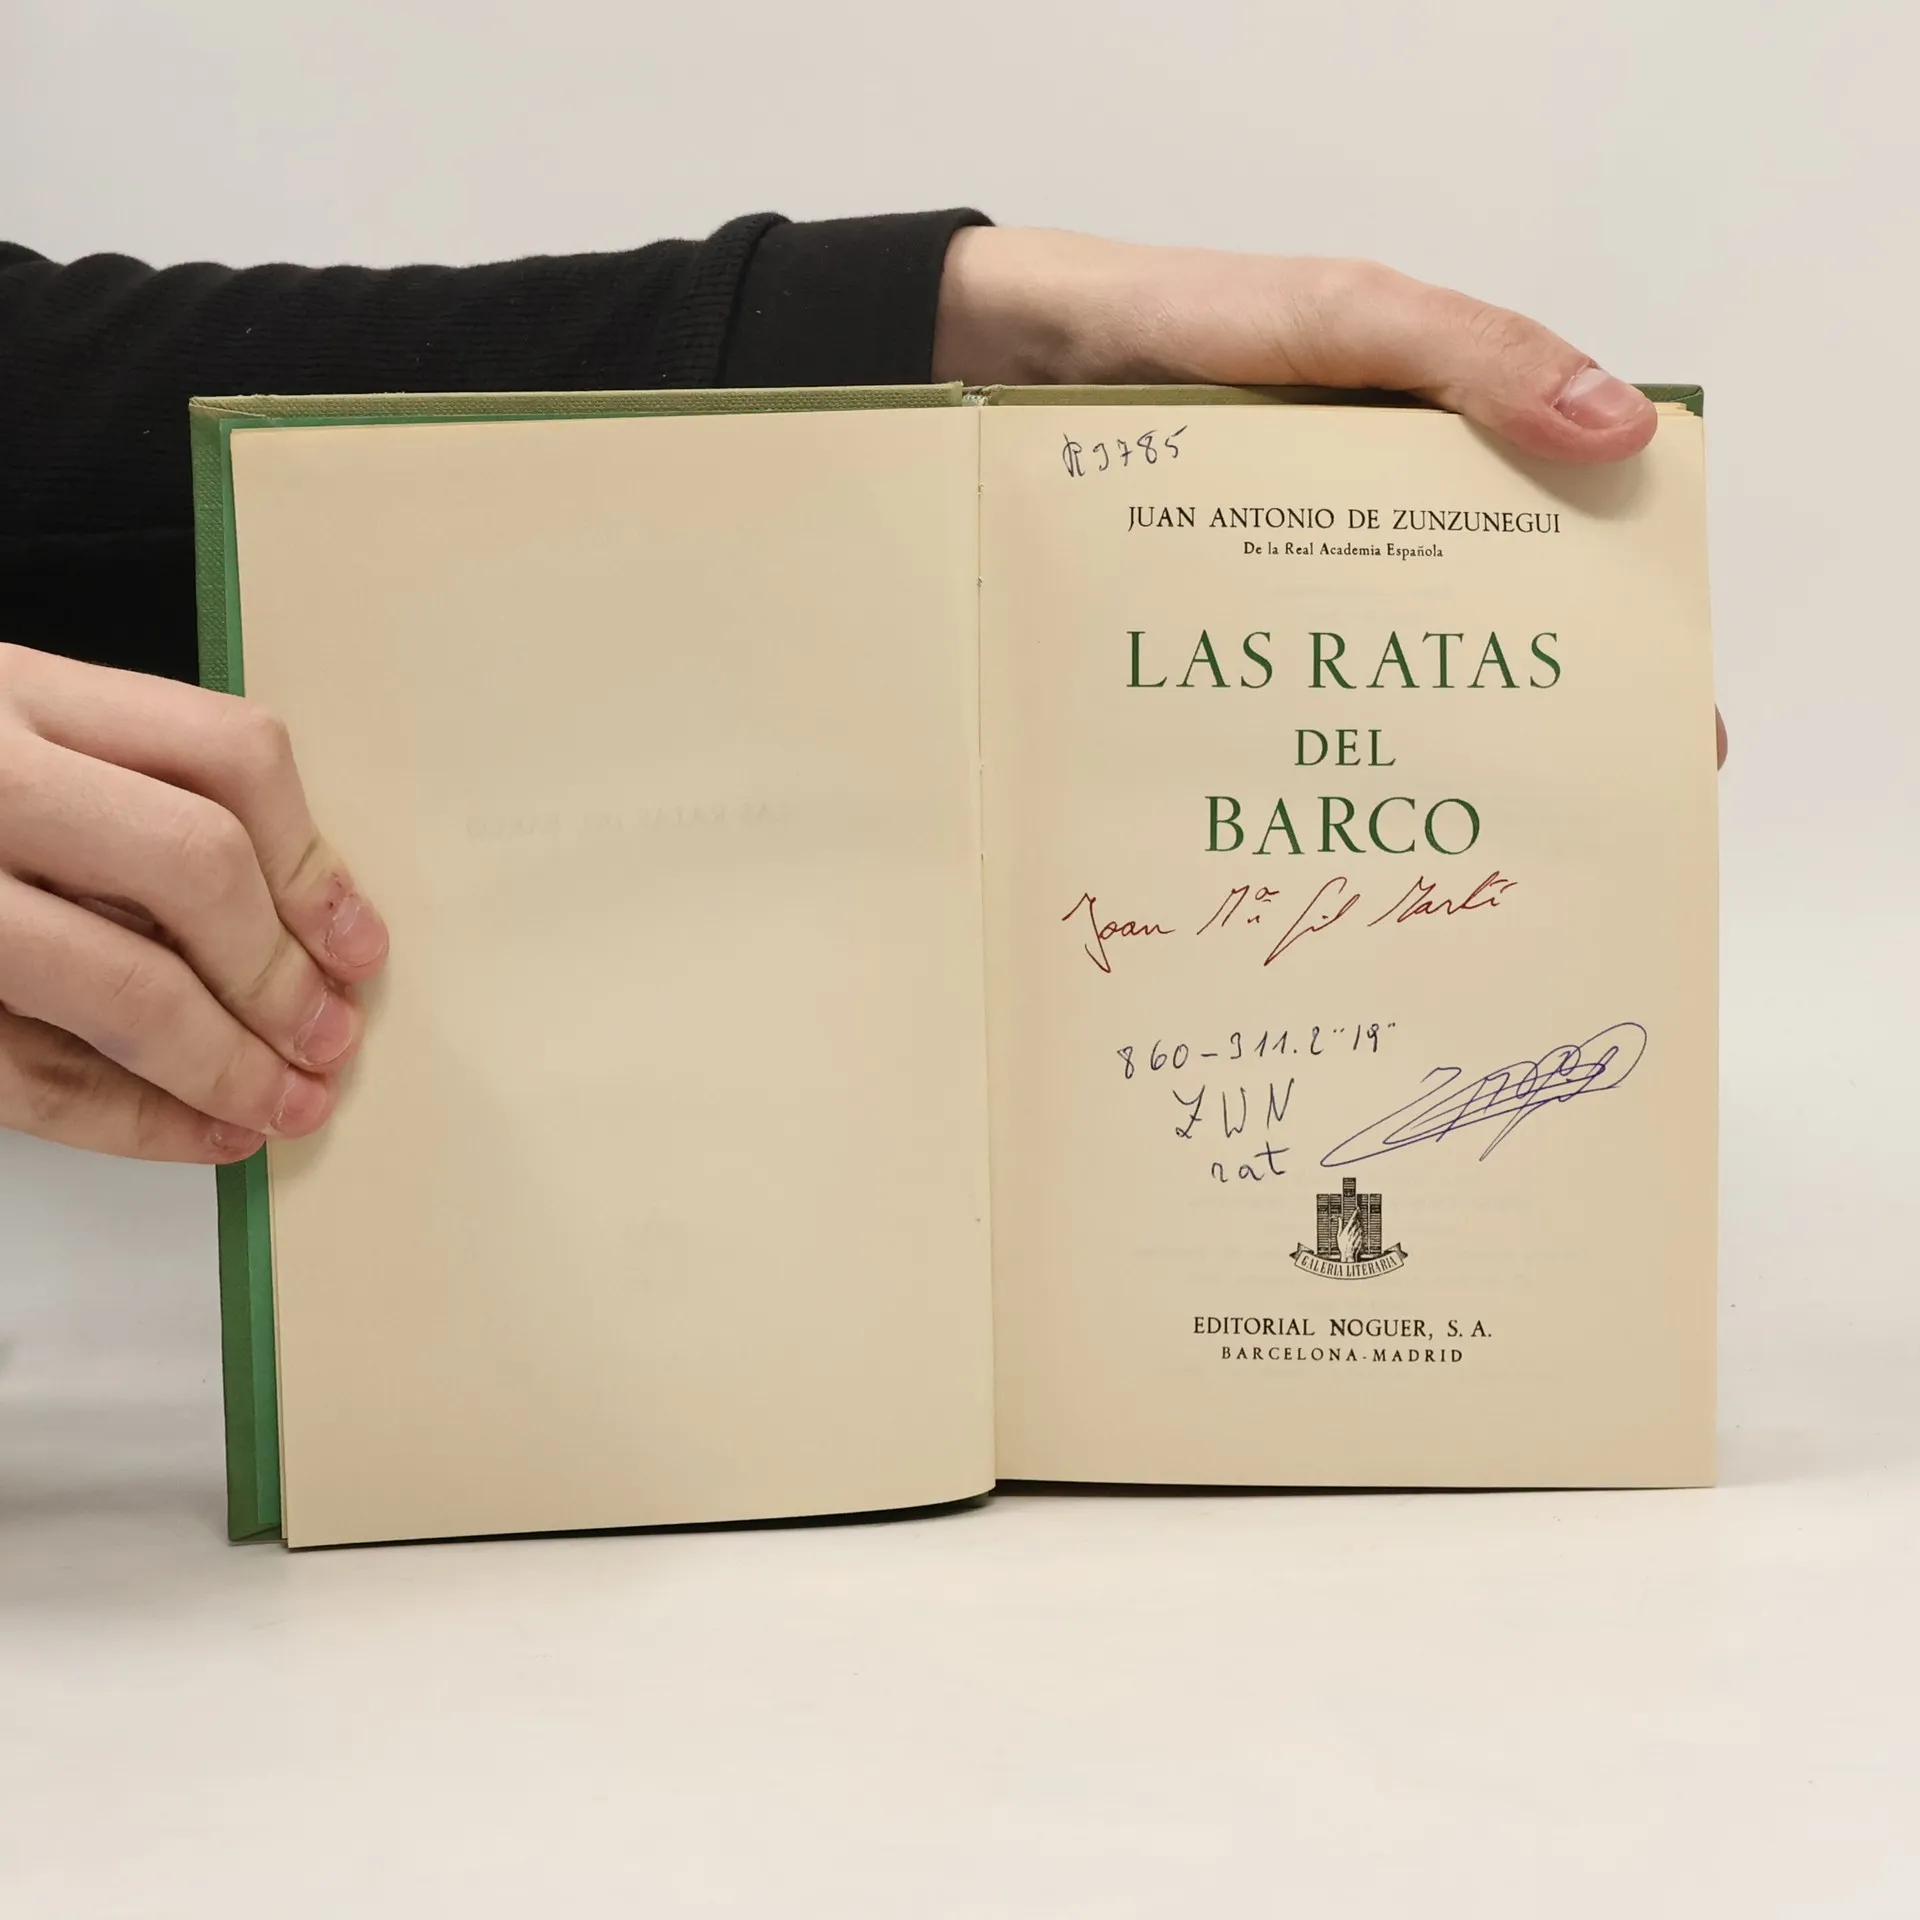 R 9785
JUAN ANTONIO DE ZUNZUNEGUI
De la Real Academia Española
LAS RATAS
DEL
BARCO
Joan Mª Gil Martí
860-311.2"19"
ZUN
rat
GALERIA LITERARIA
EDITORIAL NOGUER, S. A.
BARCELONA-MADRID